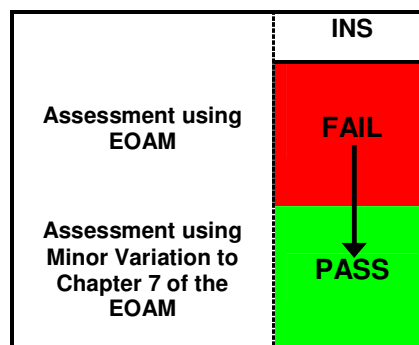 INS
Assessment using
EOAM
FAIL
Assessment using
Minor Variation to
Chapter 7 of the
EOAM
PASS